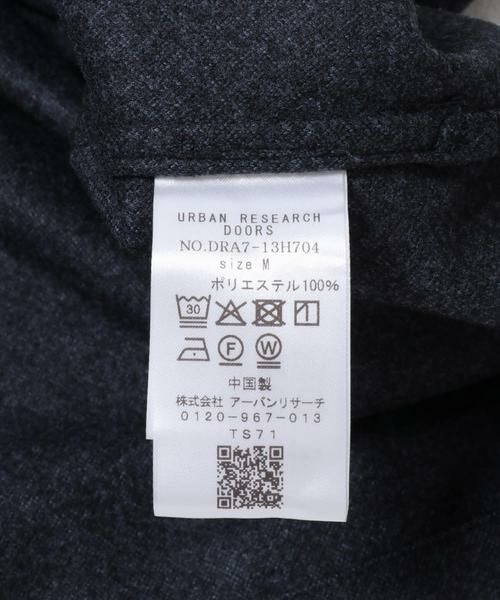 URBAN RESEARCH
DOORS
NO.DRA7-13H704
size M
ポリエステル100%
30
F W
中国製
株式会社 アーバンリサーチ
0120-967-013
TS71